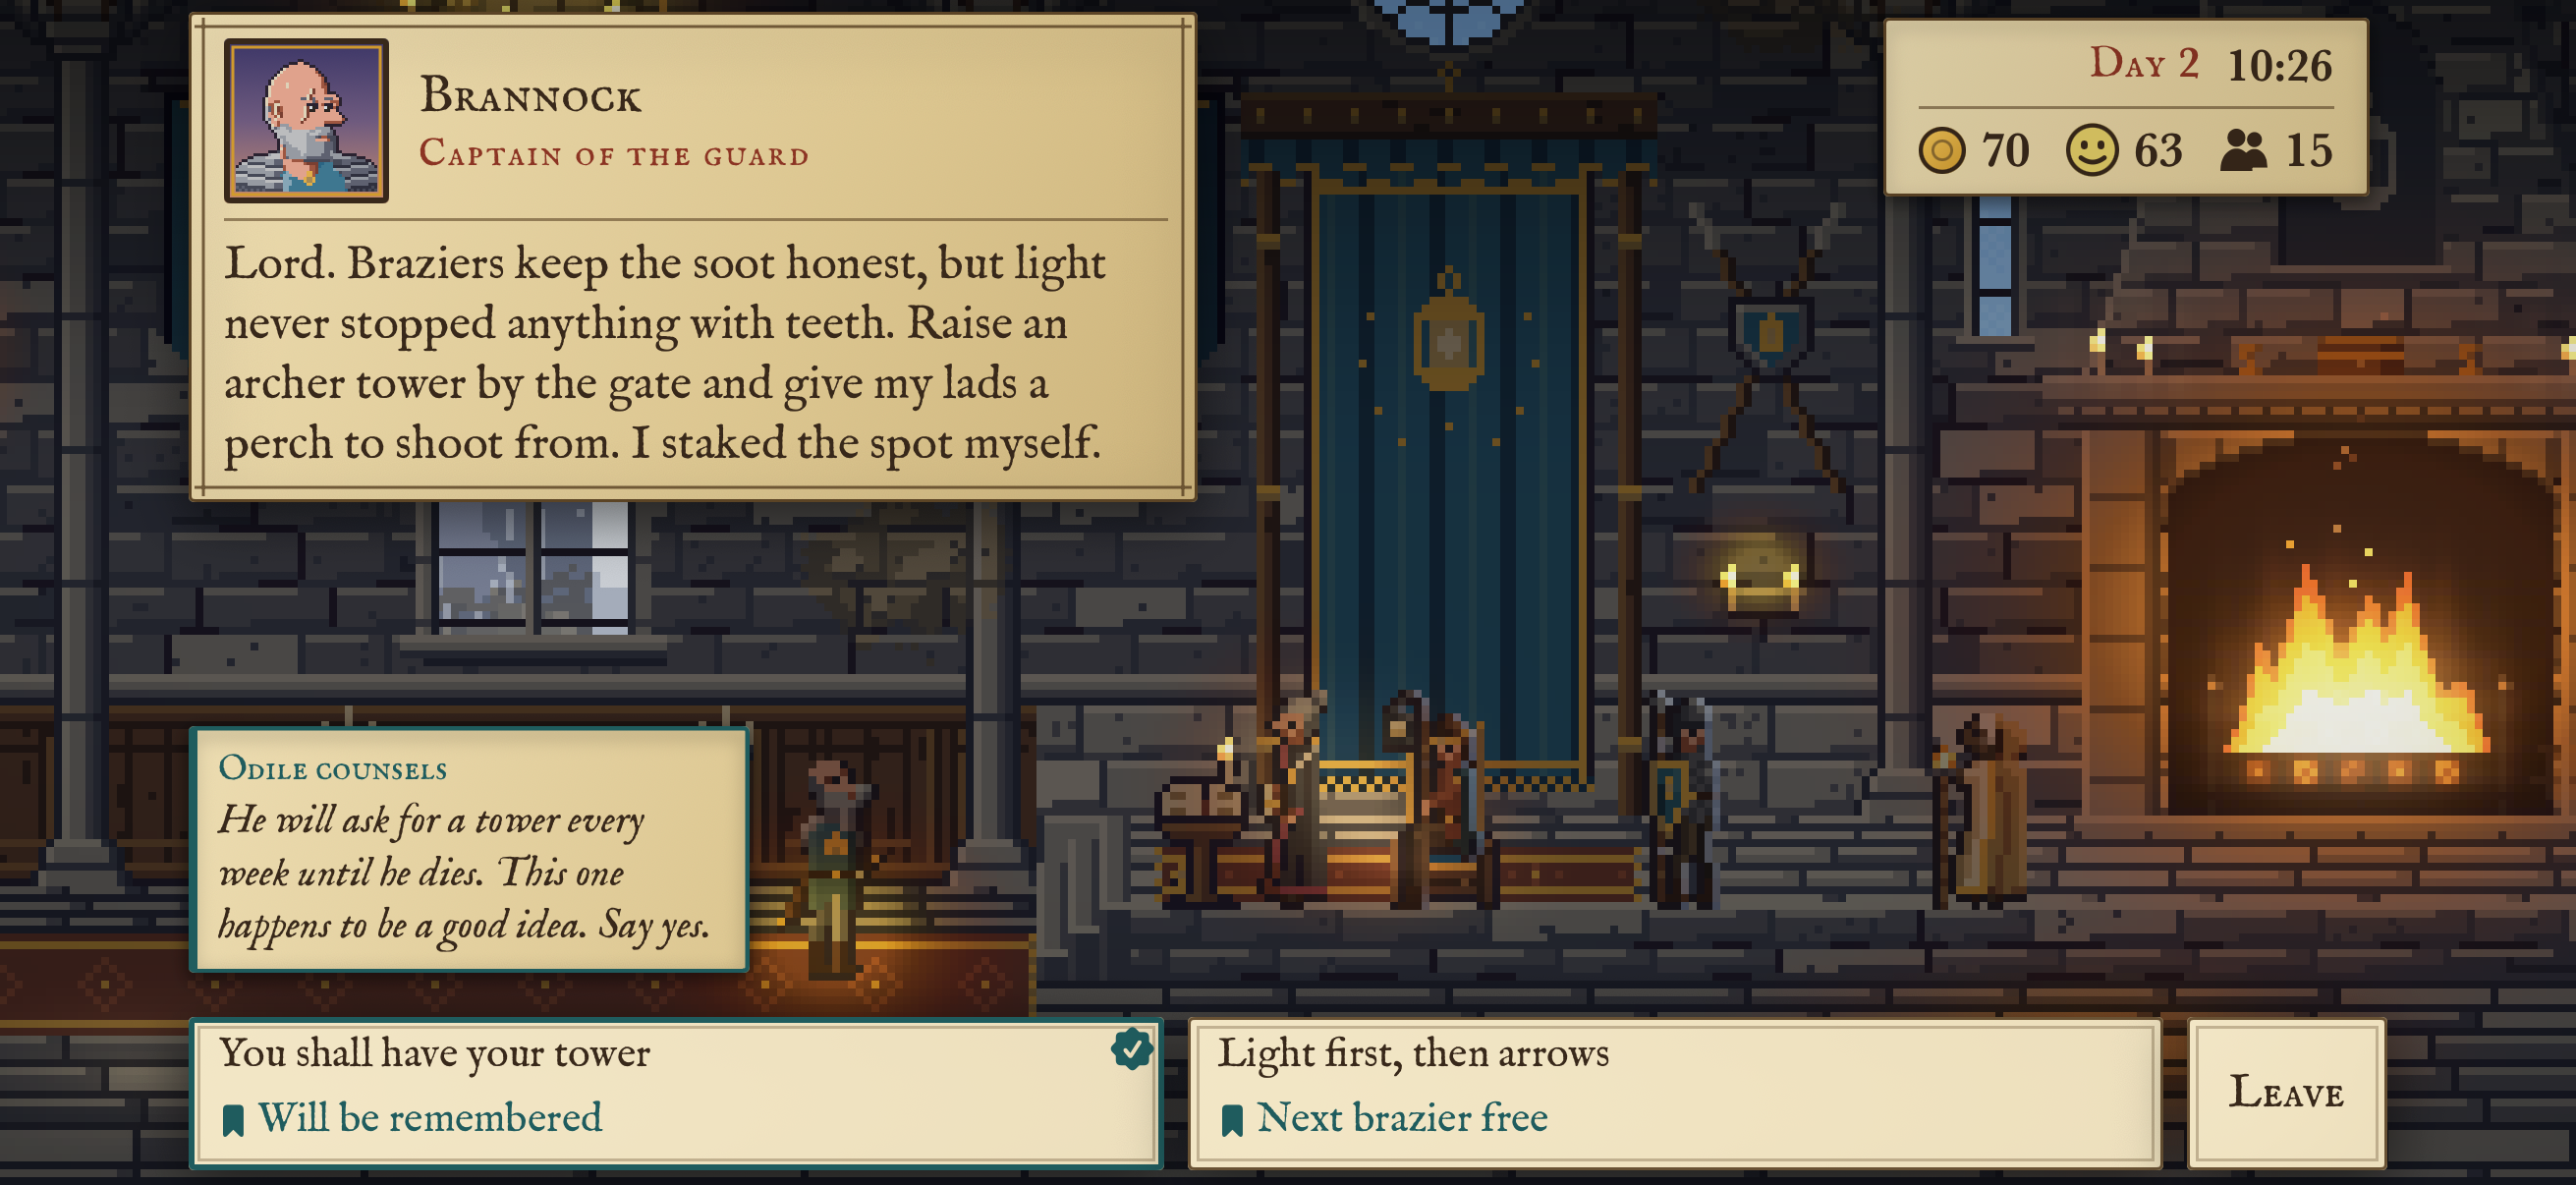 Brannock
Captain of the guard
Lord. Braziers keep the soot honest, but light
never stopped anything with teeth. Raise an
archer tower by the gate and give my lads a
perch to shoot from. I staked the spot myself.
Day 2 10:26
70 63 15
Odile counsels
He will ask for a tower every
week until he dies. This one
happens to be a good idea. Say yes.
You shall have your tower
Will be remembered
Light first, then arrows
Next brazier free
Leave